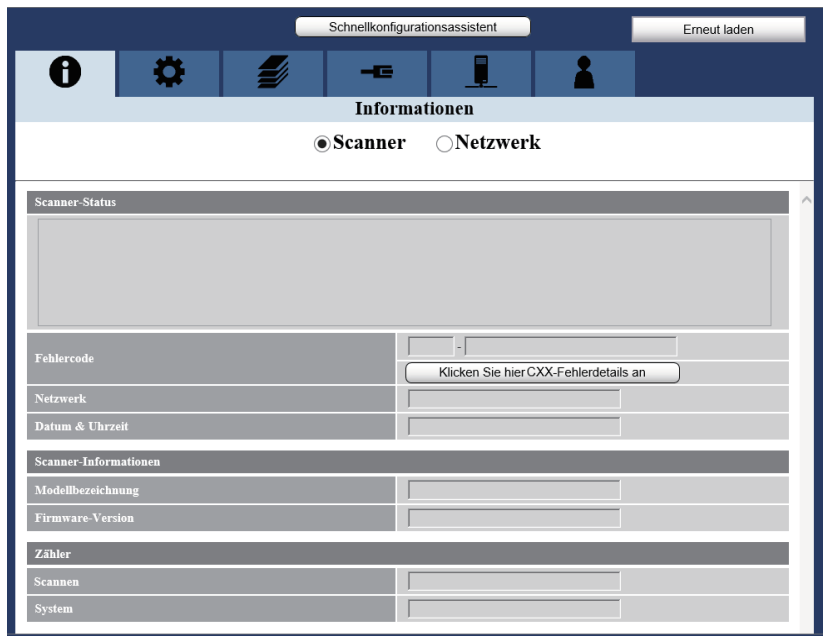 Schnellkonfigurationsassistent
Erneut laden
Informationen
Scanner Netzwerk
Scanner-Status
Fehlercode
-
Klicken Sie hier CXX-Fehlerdetails an
Netzwerk
Datum & Uhrzeit
Scanner-Informationen
Modellbezeichnung
Firmware-Version
Zähler
Scannen
System